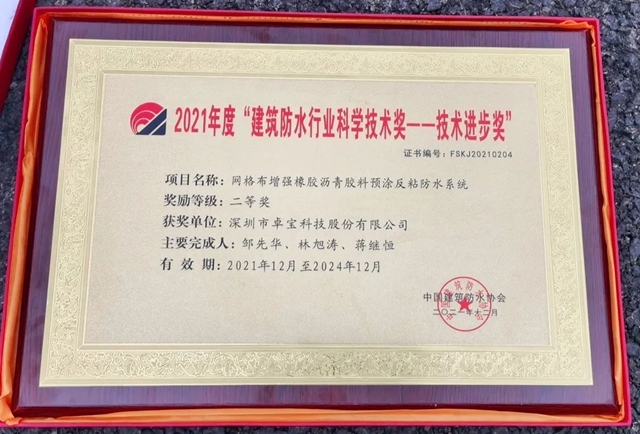 2021年度“建筑防水行业科学技术奖——技术进步奖”
证书编号：FSKJ20210204
项目名称：网格布增强橡胶沥青胶料预涂反粘防水系统
奖励等级：二等奖
获奖单位：深圳市卓宝科技股份有限公司
主要完成人：邹先华、林旭涛、蒋继恒
有 效 期：2021年12月至2024年12月
中国建筑防水协会
二〇二一年十二月